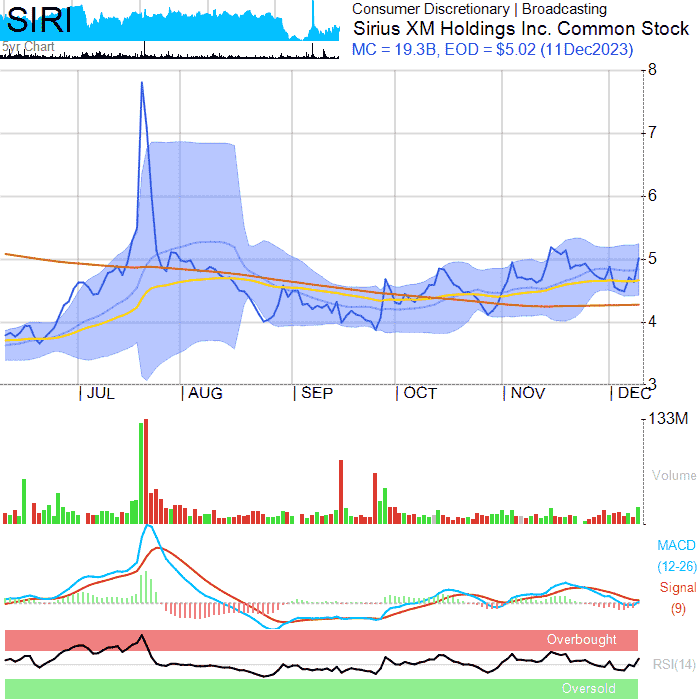 SIRI
5yr Chart
Consumer Discretionary | Broadcasting
Sirius XM Holdings Inc. Common Stock
MC = 19.3B, EOD = $5.02 (11Dec2023)
8
7
6
5
4
3
JUL AUG SEP OCT NOV DEC
133M
Volume
MACD
(12-26)
Signal
(9)
Overbought
RSI(14)
Oversold